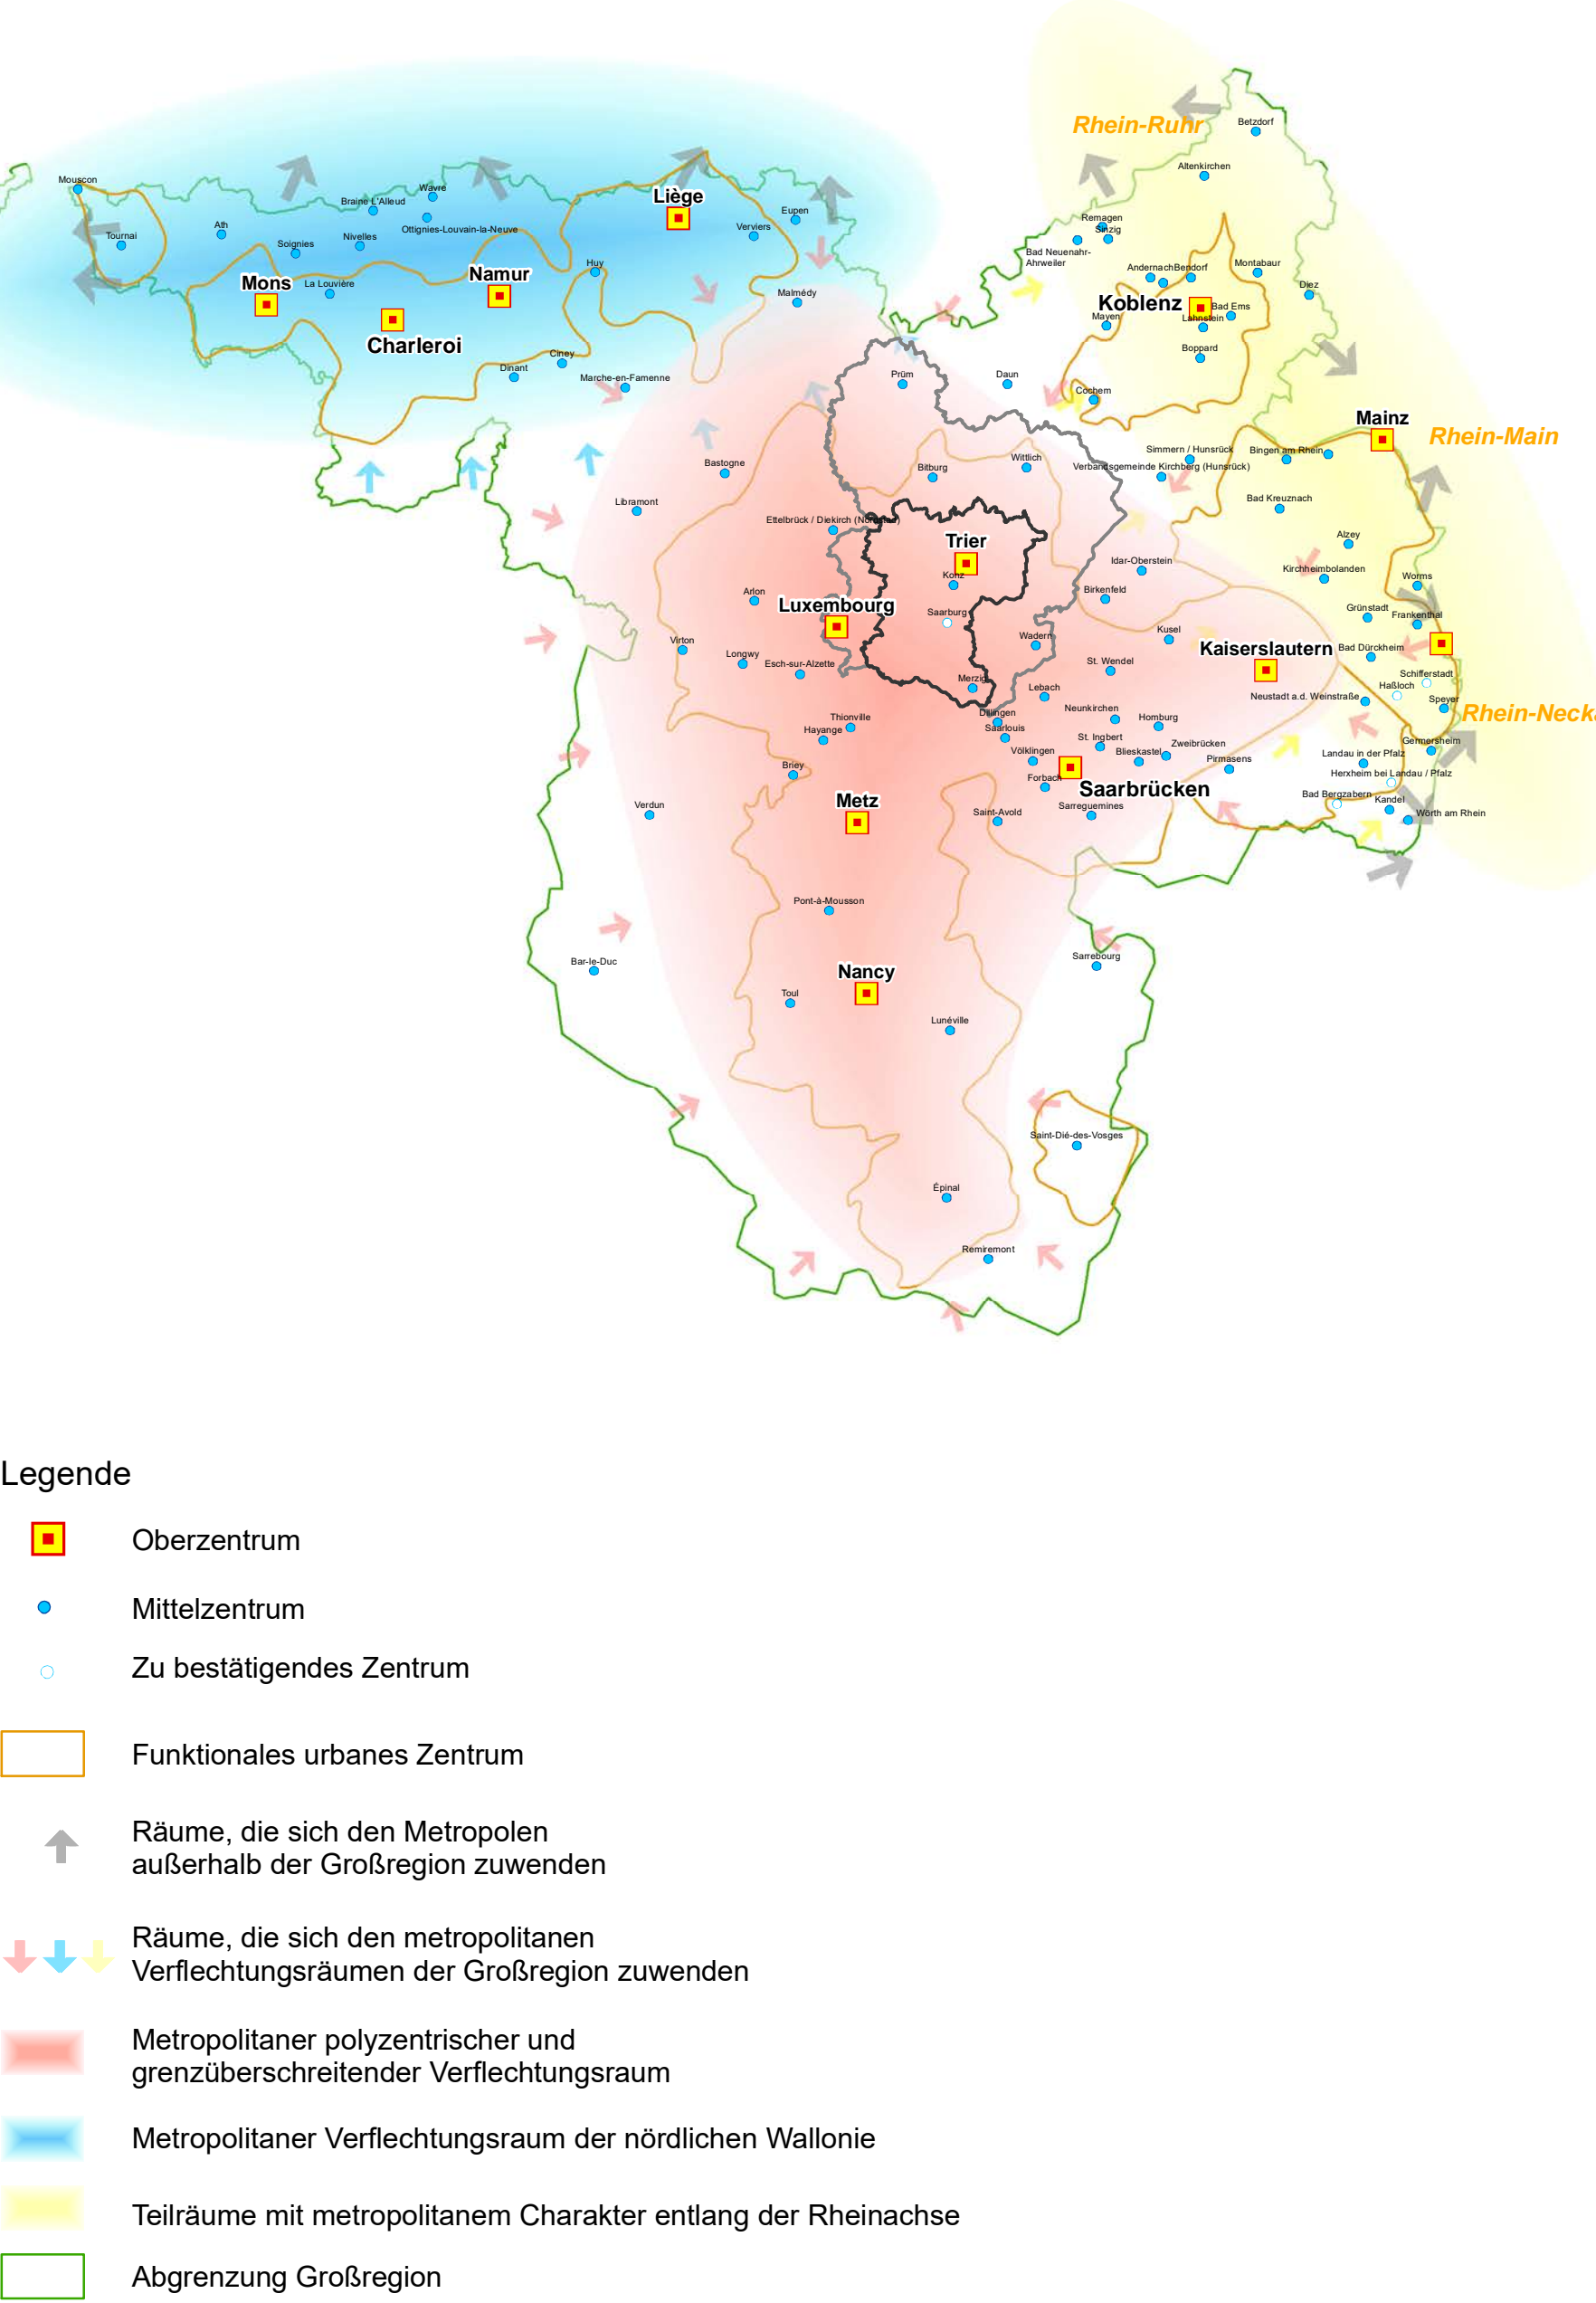 Rhein-Ruhr
Betzdorf
Altenkirchen
Mouscron
Wavre
Braine L'Alleud
Liège
Eupen
Remagen
Sinzig
Ath
Ottignies-Louvain-la-Neuve
Verviers
Tournai
Soignies
Nivelles
Bad Neuenahr-
Ahrweiler
Huy
Andernach
Bendorf
Montabaur
Mons
La Louvière
Namur
Malmédy
Diez
Koblenz
Bad Ems
Mayen
Lahnstein
Charleroi
Boppard
Ciney
Dinant
Marche-en-Famenne
Prüm
Daun
Cochem
Mainz
Rhein-Main
Simmern / Hunsrück
Bingen am Rhein
Bastogne
Bitburg
Wittlich
Verbandsgemeinde Kirchberg (Hunsrück)
Libramont
Bad Kreuznach
Ettelbrück / Diekirch (Nordstad)
Trier
Alzey
Idar-Oberstein
Kirchheimbolanden
Konz
Worms
Arlon
Birkenfeld
Luxembourg
Saarburg
Grünstadt
Frankenthal
Virton
Wadern
Kusel
Kaiserslautern
Bad Dürckheim
Longwy
Esch-sur-Alzette
St. Wendel
Schifferstadt
Merzig
Lebach
Haßloch
Neustadt a.d. Weinstraße
Speyer
Dillingen
Neunkirchen
Rhein-Necka
Thionville
Homburg
Hayange
Saarlouis
St. Ingbert
Zweibrücken
Germersheim
Völklingen
Blieskastel
Pirmasens
Landau in der Pfalz
Briey
Forbach
Herxheim bei Landau / Pfalz
Saarbrücken
Bad Bergzabern
Kandel
Metz
Verdun
Saint-Avold
Sarreguemines
Wörth am Rhein
Pont-à-Mousson
Sarrebourg
Bar-le-Duc
Nancy
Toul
Lunéville
Saint-Dié-des-Vosges
Épinal
Remiremont
Legende
Oberzentrum
Mittelzentrum
Zu bestätigendes Zentrum
Funktionales urbanes Zentrum
Räume, die sich den Metropolen
außerhalb der Großregion zuwenden
Räume, die sich den metropolitanen
Verflechtungsräumen der Großregion zuwenden
Metropolitaner polyzentrischer und
grenzüberschreitender Verflechtungsraum
Metropolitaner Verflechtungsraum der nördlichen Wallonie
Teilräume mit metropolitanem Charakter entlang der Rheinachse
Abgrenzung Großregion